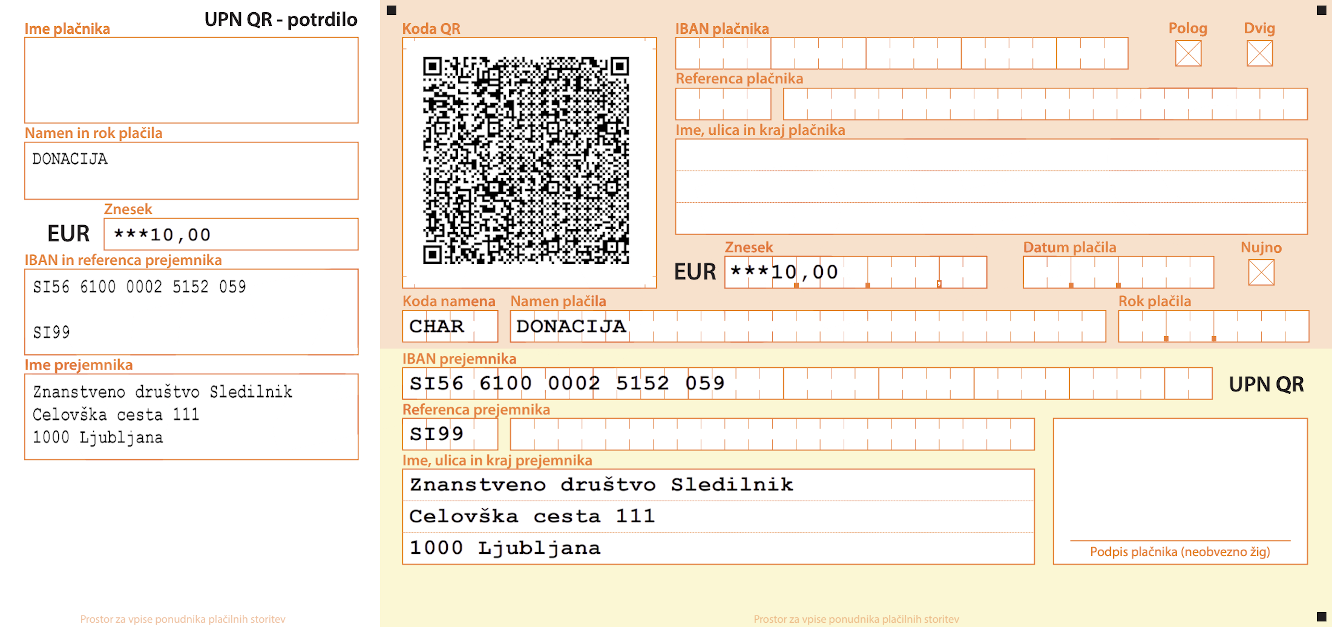 UPN QR - potrdilo
Ime plačnika
Namen in rok plačila
DONACIJA
Znesek
EUR ***10,00
IBAN in referenca prejemnika
SI56 6100 0002 5152 059
SI99
Ime prejemnika
Znanstveno društvo Sledilnik
Celovška cesta 111
1000 Ljubljana
Prostor za vpise ponudnika plačilnih storitev
Koda QR
IBAN plačnika
Polog
Dvig
Referenca plačnika
Ime, ulica in kraj plačnika
Znesek
Datum plačila
Nujno
EUR ***10,00
Koda namena
Namen plačila
Rok plačila
CHAR
DONACIJA
IBAN prejemnika
SI56 6100 0002 5152 059
UPN QR
Referenca prejemnika
SI99
Ime, ulica in kraj prejemnika
Znanstveno društvo Sledilnik
Celovška cesta 111
1000 Ljubljana
Podpis plačnika (neobvezno žig)
Prostor za vpise ponudnika plačilnih storitev